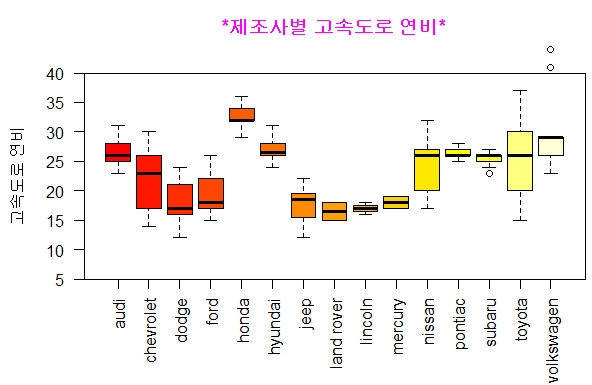 *제조사별 고속도로 연비*
고속도로 연비
40
35
30
25
20
15
10
5
audi
chevrolet
dodge
ford
honda
hyundai
jeep
land rover
lincoln
mercury
nissan
pontiac
subaru
toyota
volkswagen